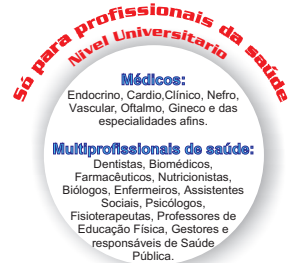 Só para profissionais da saúde
Nivel Universitario
Médicos:
Endocrino, Cardio,Clínico, Nefro,
Vascular, Oftalmo, Gineco e das
especialidades afins.
Multiprofissionais de saúde:
Dentistas, Biomédicos,
Farmacêuticos, Nutricionistas,
Biólogos, Enfermeiros, Assistentes
Sociais, Psicólogos,
Fisioterapeutas, Professores de
Educação Física, Gestores e
responsáveis de Saúde
Pública.